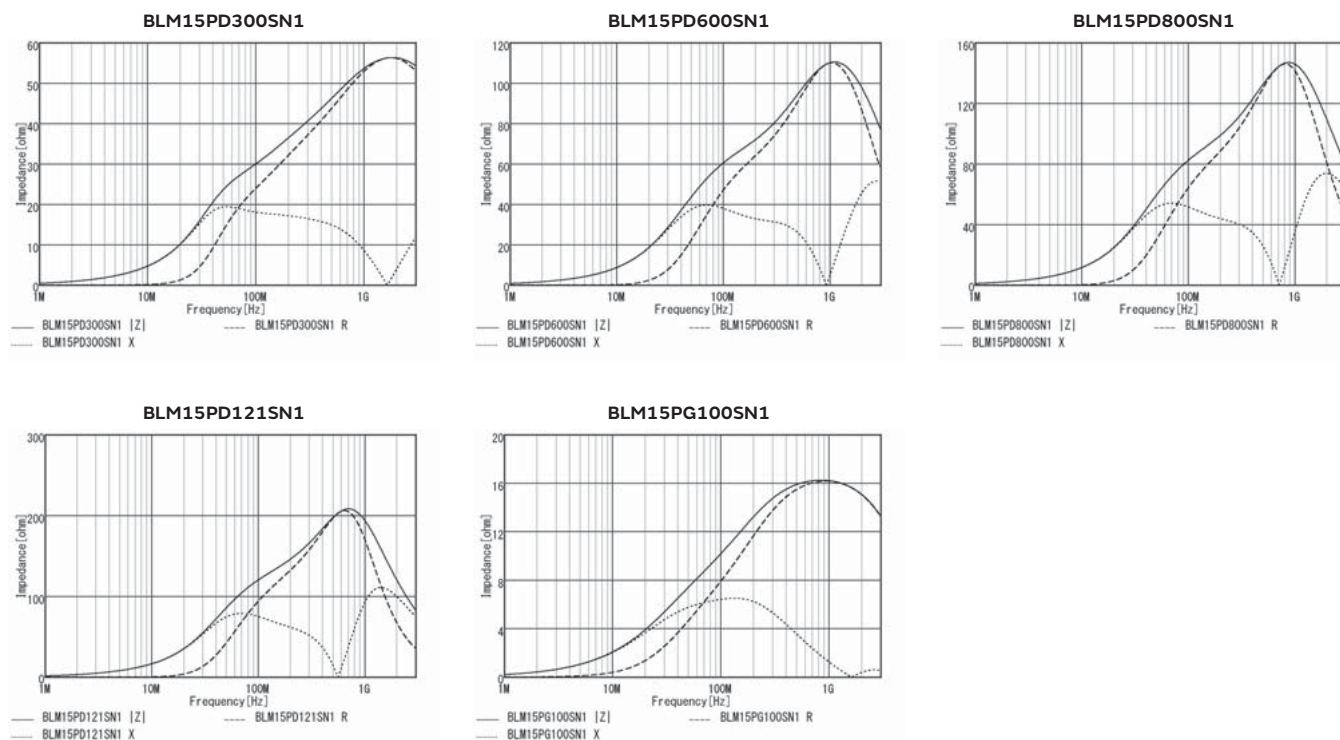 BLM15PD300SN1
60
50
40
30
20
10
0
Impedance[ohm]
1M
10M
100M
1G
Frequency[Hz]
BLM15PD300SN1 |Z|
BLM15PD300SN1 R
BLM15PD300SN1 X
BLM15PD600SN1
120
100
80
60
40
20
0
Impedance[ohm]
1M
10M
100M
1G
Frequency[Hz]
BLM15PD600SN1 |Z|
BLM15PD600SN1 R
BLM15PD600SN1 X
BLM15PD800SN1
160
120
80
40
0
Impedance[ohm]
1M
10M
100M
1G
Frequency[Hz]
BLM15PD800SN1 |Z|
BLM15PD800SN1 R
BLM15PD800SN1 X
BLM15PD121SN1
300
200
100
0
Impedance[ohm]
1M
10M
100M
1G
Frequency[Hz]
BLM15PD121SN1 |Z|
BLM15PD121SN1 R
BLM15PD121SN1 X
BLM15PG100SN1
20
16
12
8
4
0
Impedance[ohm]
1M
10M
100M
1G
Frequency[Hz]
BLM15PG100SN1 |Z|
BLM15PG100SN1 R
BLM15PG100SN1 X